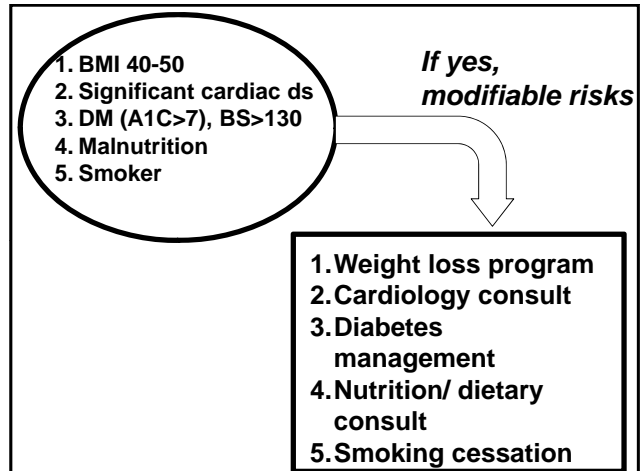 1. BMI 40-50
2. Significant cardiac ds
3. DM (A1C>7), BS>130
4. Malnutrition
5. Smoker
If yes,
modifiable risks
1.Weight loss program
2.Cardiology consult
3.Diabetes
management
4.Nutrition/ dietary
consult
5.Smoking cessation